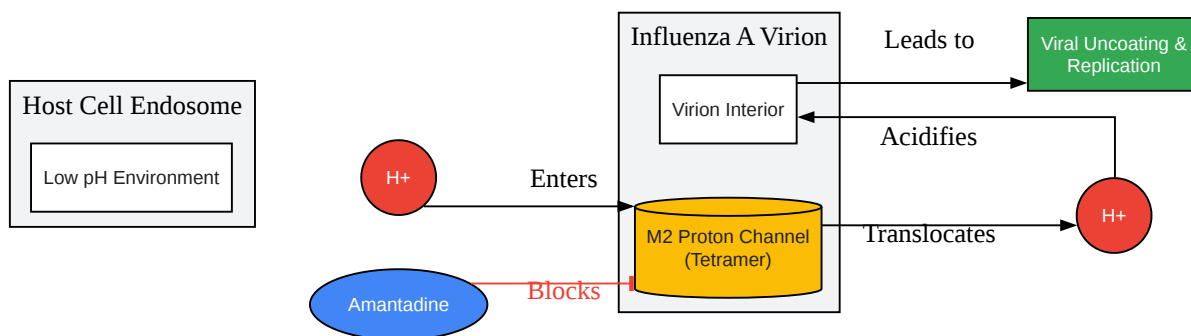 Host Cell Endosome
Low pH Environment
H+
Enters
Amantadine
Blocks
Influenza A Virion
Virion Interior
M2 Proton Channel
(Tetramer)
Leads to
Viral Uncoating &
Replication
Acidifies
Translocates
H+